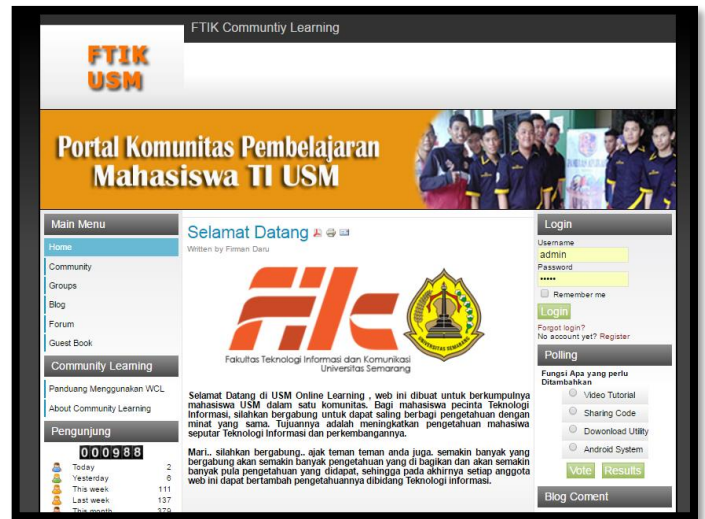 FTIK Communtiy Learning
FTIK
USM
Portal Komunitas Pembelajaran
Mahasiswa TI USM
Main Menu
Home
Community
Groups
Blog
Forum
Guest Book
Community Learning
Panduang Menggunakan WCL
About Community Learning
Pengunjung
000988
Today 2
Yesterday 6
This week 111
Last week 137
This month 379
Selamat Datang
Written by Firman Daru
Ftik
UNIVERSITAS SEMARANG
Fakultas Teknologi Informasi dan Komunikasi
Universitas Semarang
Selamat Datang di USM Online Learning , web ini dibuat untuk berkumpulnya
mahasiswa USM dalam satu komunitas. Bagi mahasiswa pecinta Teknologi
Informasi, silahkan bergabung untuk dapat saling berbagi pengetahuan dengan
minat yang sama. Tujuannya adalah meningkatkan pengetahuan mahasiwa
seputar Teknologi Informasi dan perkembangannya.
Mari.. silahkan bergabung.. ajak teman teman anda juga. semakin banyak yang
bergabung akan semakin banyak pengetahuan yang di bagikan dan akan semakin
banyak pula pengetahuan yang didapat, sehingga pada akhirnya setiap anggota
web ini dapat bertambah pengetahuannya dibidang Teknologi informasi.
Login
Username
admin
Password
•••••
Remember me
Login
Forgot login?
No account yet? Register
Polling
Fungsi Apa yang perlu
Ditambahkan
Video Tutorial
Sharing Code
Dowonload Utility
Android System
Vote Results
Blog Coment